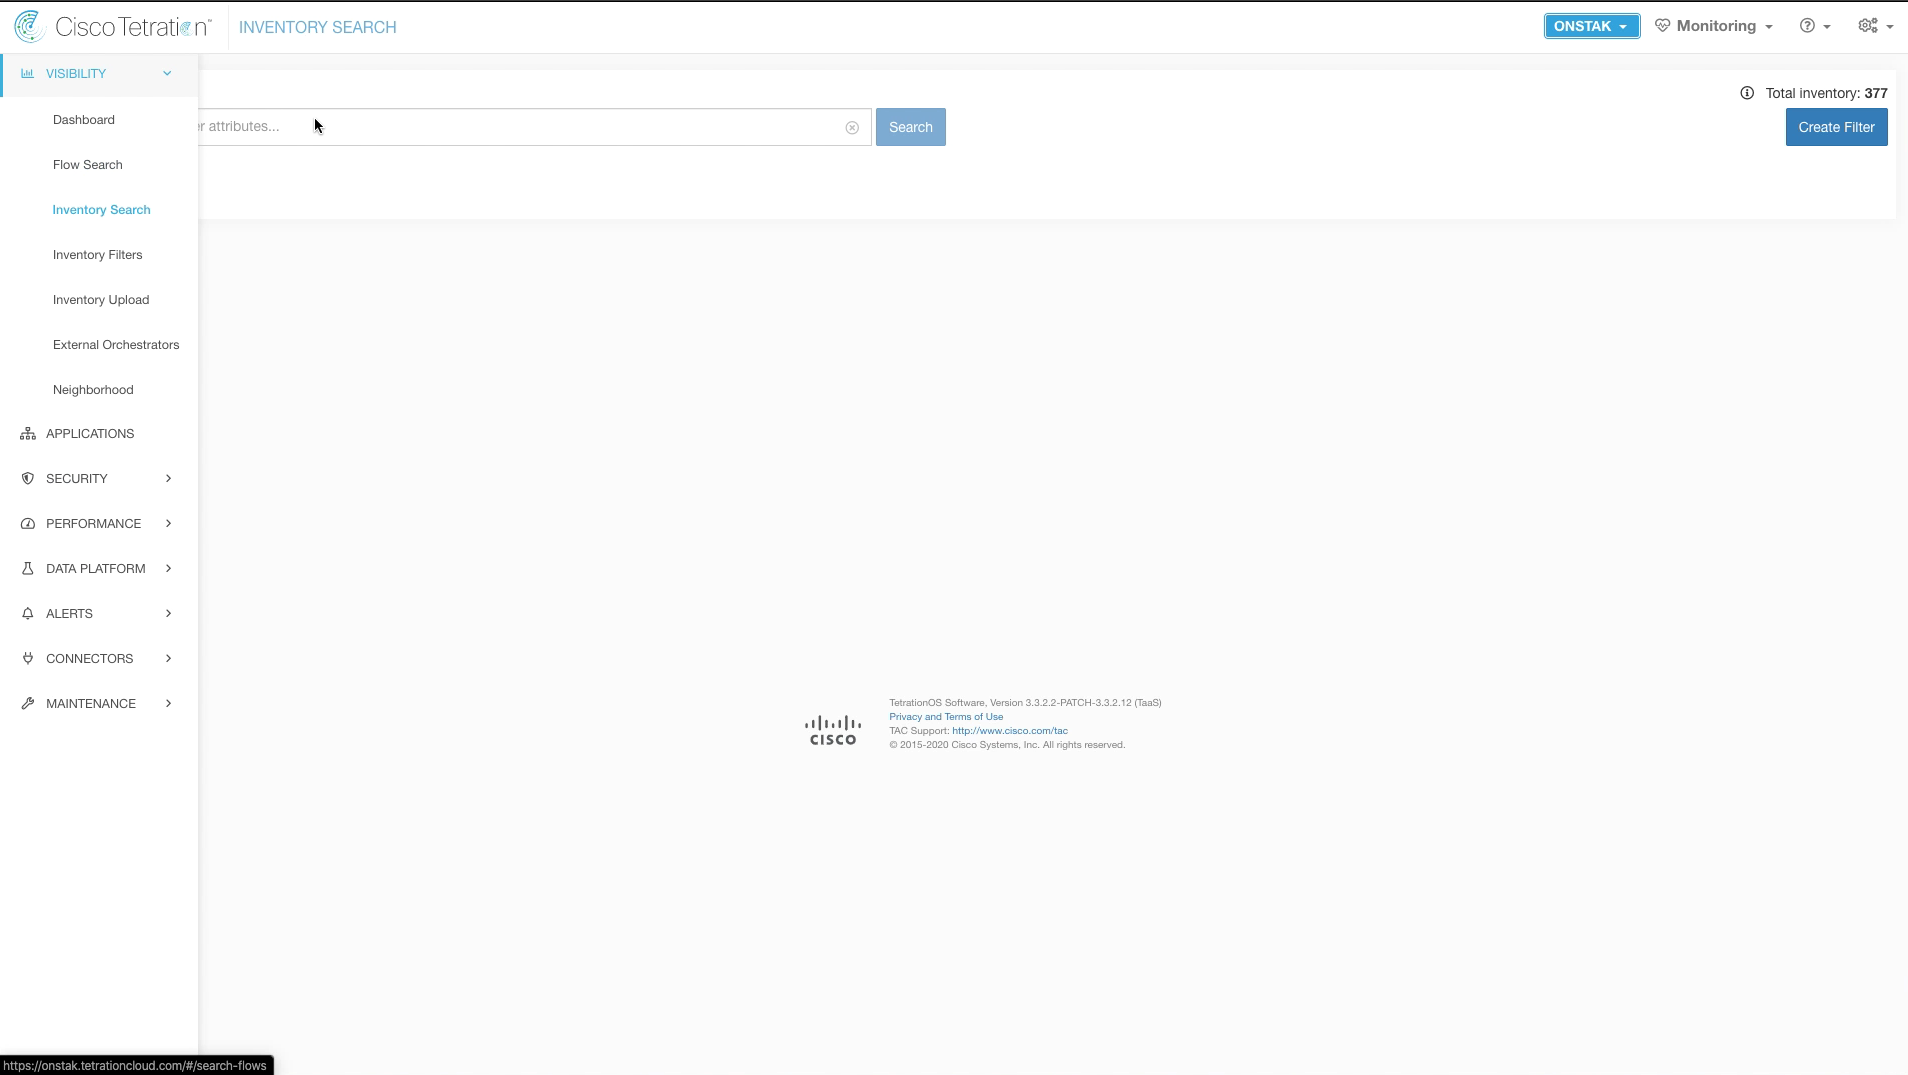 Cisco Tetration™
INVENTORY SEARCH
ONSTAK
Monitoring
VISIBILITY
Dashboard
Flow Search
Inventory Search
Inventory Filters
Inventory Upload
External Orchestrators
Neighborhood
APPLICATIONS
SECURITY
PERFORMANCE
DATA PLATFORM
ALERTS
CONNECTORS
MAINTENANCE
Total inventory: 377
attributes...
Search
Create Filter
CISCO
TetrationOS Software, Version 3.3.2.2-PATCH-3.3.2.12 (TaaS)
Privacy and Terms of Use
TAC Support: http://www.cisco.com/tac
© 2015-2020 Cisco Systems, Inc. All rights reserved.
https://onstak.tetrationcloud.com/#/search-flows